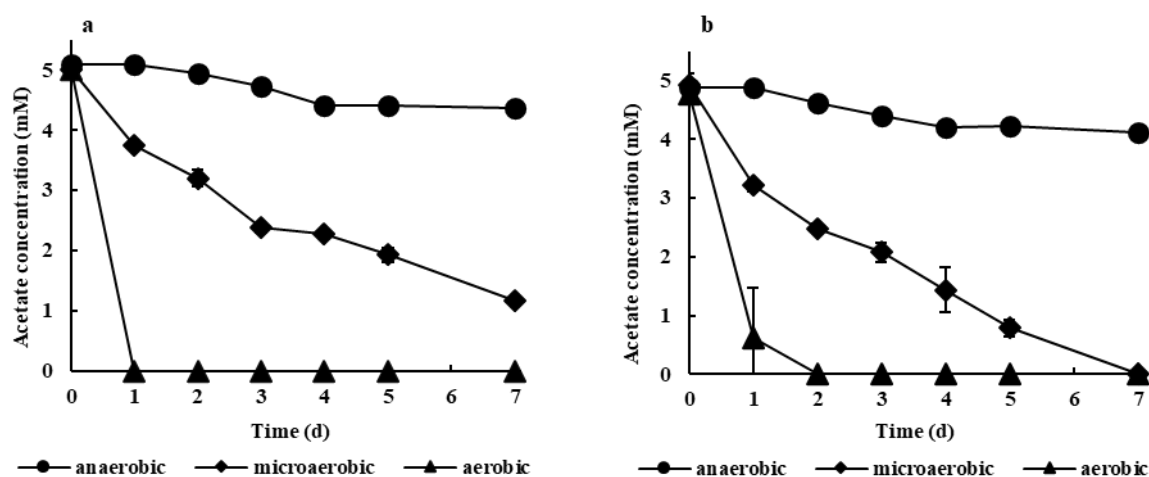 a
Acetate concentration (mM)
5
4
3
2
1
0
0 1 2 3 4 5 6 7
Time (d)
anaerobic microaerobic aerobic
b
Acetate concentration (mM)
5
4
3
2
1
0
0 1 2 3 4 5 6 7
Time (d)
anaerobic microaerobic aerobic